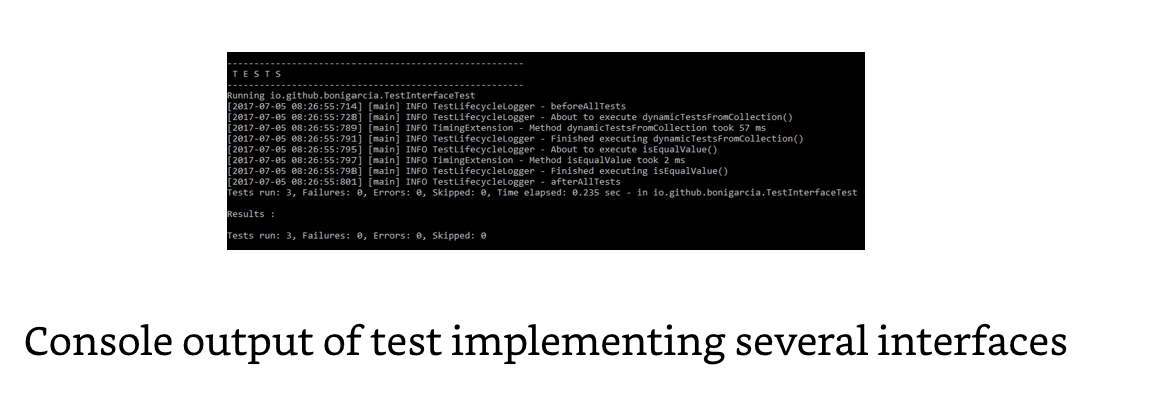 -------------------------------------------------------
T E S T S
-------------------------------------------------------
Running io.github.bonigarcia.TestInterfaceTest
[2017-07-05 08:26:55:714] [main] INFO TestLifecycleLogger - beforeAllTests
[2017-07-05 08:26:55:728] [main] INFO TestLifecycleLogger - About to execute dynamicTestsFromCollection()
[2017-07-05 08:26:55:789] [main] INFO TimingExtension - Method dynamicTestsFromCollection took 57 ms
[2017-07-05 08:26:55:791] [main] INFO TestLifecycleLogger - Finished executing dynamicTestsFromCollection()
[2017-07-05 08:26:55:795] [main] INFO TestLifecycleLogger - About to execute isEqualValue()
[2017-07-05 08:26:55:797] [main] INFO TimingExtension - Method isEqualValue took 2 ms
[2017-07-05 08:26:55:798] [main] INFO TestLifecycleLogger - Finished executing isEqualValue()
[2017-07-05 08:26:55:801] [main] INFO TestLifecycleLogger - afterAllTests
Tests run: 3, Failures: 0, Errors: 0, Skipped: 0, Time elapsed: 0.235 sec - in io.github.bonigarcia.TestInterfaceTest
Results :
Tests run: 3, Failures: 0, Errors: 0, Skipped: 0
Console output of test implementing several interfaces